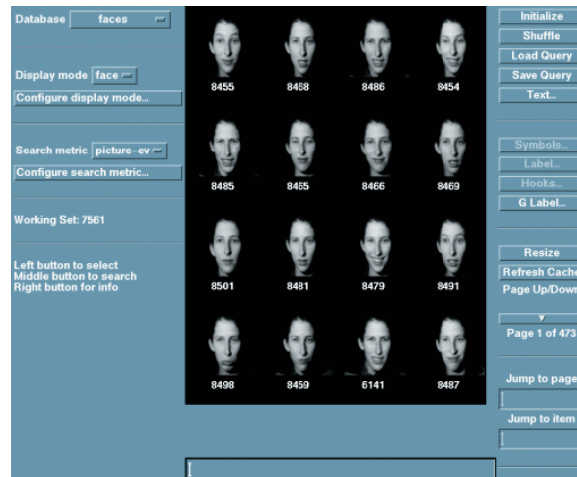 Database faces
Display mode face
Configure display mode...
Search metric picture-ev
Configure search metric...
Working Set: 7561
Left button to select
Middle button to search
Right button for info
8455 8468 8486 8454
8485 8465 8466 8469
8501 8481 8479 8491
8498 8459 6141 8487
Initialize
Shuffle
Load Query
Save Query
Text...
Symbols...
Label...
Hooks...
G Label...
Resize
Refresh Cache
Page Up/Down
Page 1 of 473
Jump to page
Jump to item